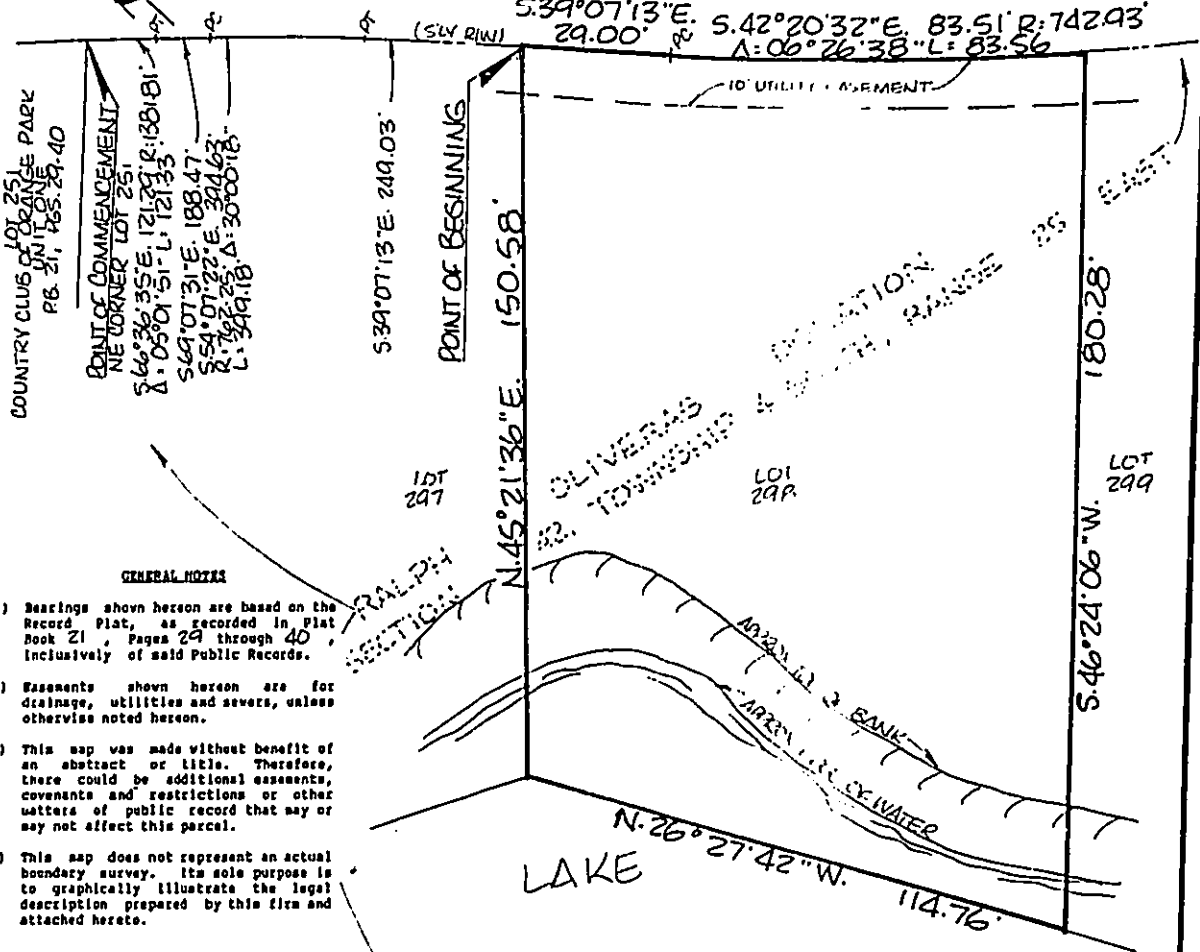 S.39°07'13"E.
29.00'
PC
S.42°20'32"E. 83.51' R: 742.93'
Δ: 06°26'38" L: 83.56
(SLY R/W)
PT
PC
PT
10' UTILITY EASEMENT
LOT 251
COUNTRY CLUB OF ORANGE PARK
UNIT ONE
P.B. 21, PGS. 29-40
POINT OF COMMENCEMENT
NE CORNER LOT 251
S.66°36'35"E. 121.29' R: 1381.81'
Δ: 05°01'51" L: 121.33'
S.69°07'31"E. 188.47'
S.54°07'22"E. 394.63'
R: 762.25' Δ: 30°00'18"
L: 399.18'
S.39°07'13"E. 249.03'
POINT OF BEGINNING
N.45°21'36"E. 150.58'
180.28'
S.46°24'06"W.
RALPH OLIVERAS
SECTION TOWNSHIP 4 RANGE 25 EAST
LOT
297
LOT
LOT
299
BANK
OF WATER
N.26°27'42"W.
114.76'
LAKE
GENERAL NOTES
) Bearings shown hereon are based on the
Record Plat, as recorded in Plat
Book 21 , Pages 29 through 40 ,
inclusively of said Public Records.
) Easements shown hereon are for
drainage, utilities and sewers, unless
otherwise noted hereon.
) This map was made without benefit of
an abstract or title. Therefore,
there could be additional easements,
covenants and restrictions or other
matters of public record that may or
may not affect this parcel.
) This map does not represent an actual
boundary survey. Its sole purpose is
to graphically illustrate the legal
description prepared by this firm and
attached hereto.